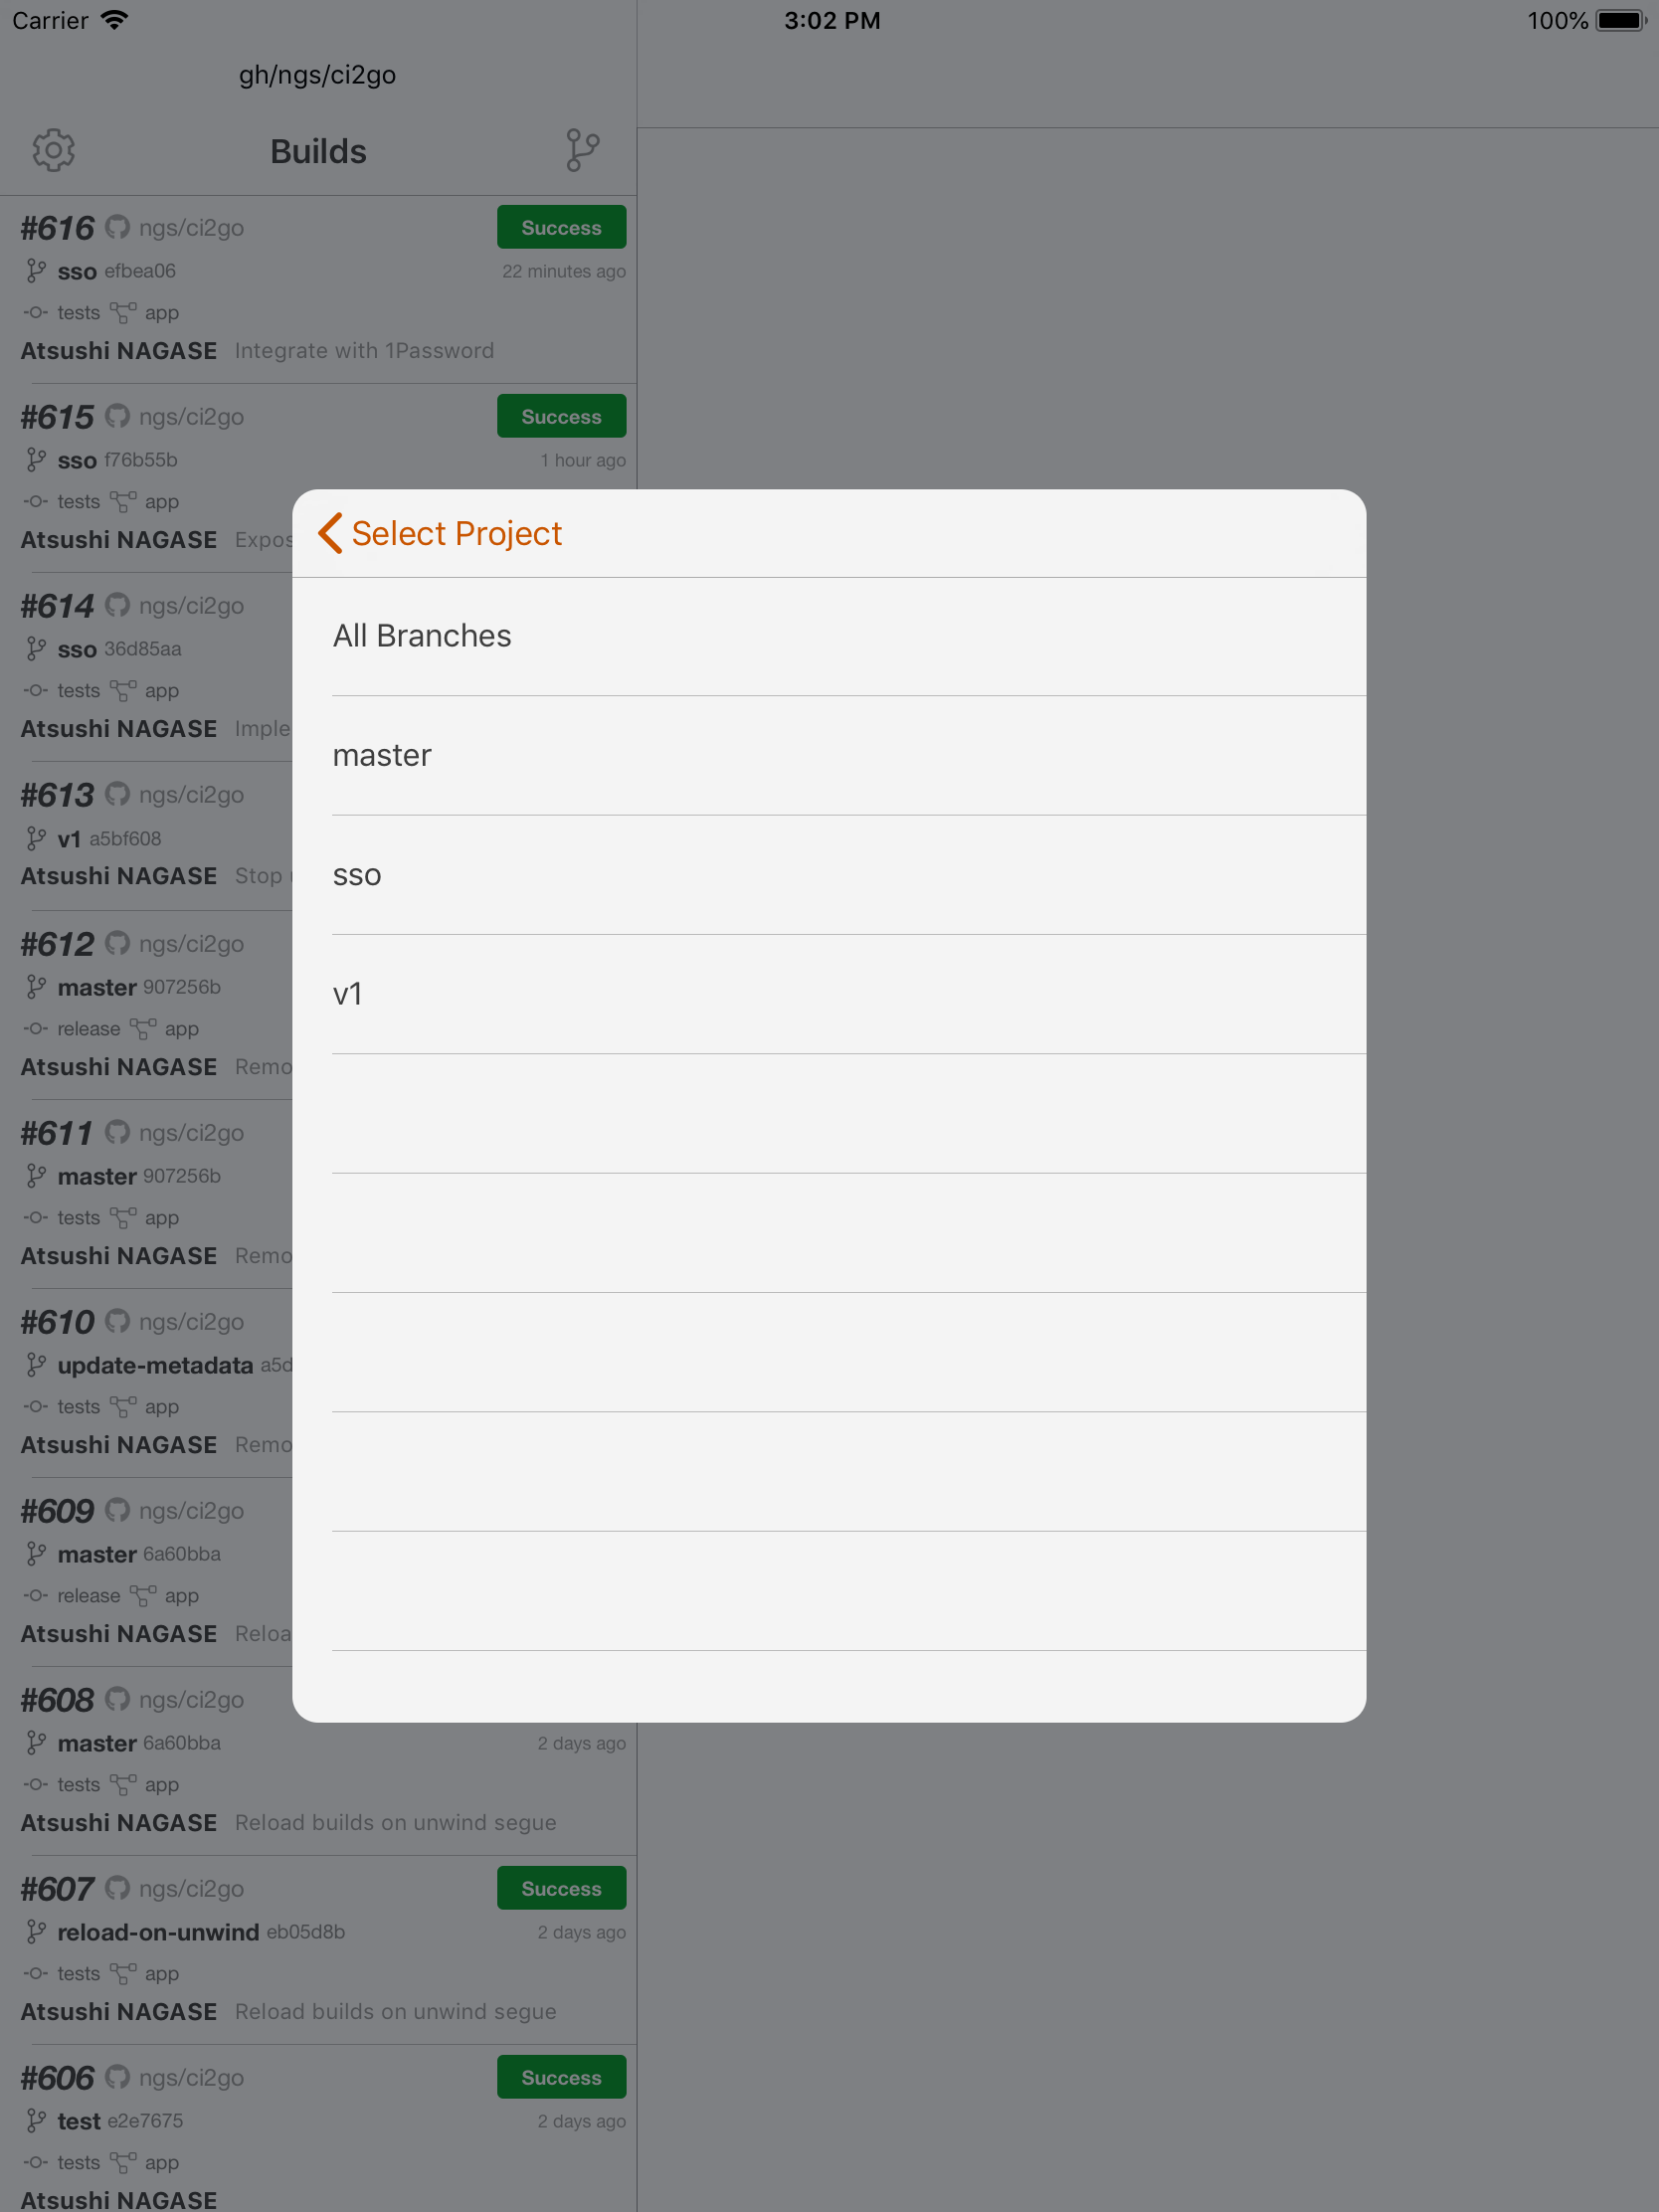 Carrier 3:02 PM 100%
gh/ngs/ci2go
Builds
#616 ngs/ci2go Success
sso efbea06 22 minutes ago
tests app
Atsushi NAGASE Integrate with 1Password
#615 ngs/ci2go Success
sso f76b55b 1 hour ago
tests app
Atsushi NAGASE Expos
#614 ngs/ci2go
sso 36d85aa
tests app
Atsushi NAGASE Imple
#613 ngs/ci2go
v1 a5bf608
Atsushi NAGASE Stop
#612 ngs/ci2go
master 907256b
release app
Atsushi NAGASE Remo
#611 ngs/ci2go
master 907256b
tests app
Atsushi NAGASE Remo
#610 ngs/ci2go
update-metadata a5d
tests app
Atsushi NAGASE Remo
#609 ngs/ci2go
master 6a60bba
release app
Atsushi NAGASE Reloa
#608 ngs/ci2go
master 6a60bba 2 days ago
tests app
Atsushi NAGASE Reload builds on unwind segue
#607 ngs/ci2go Success
reload-on-unwind eb05d8b 2 days ago
tests app
Atsushi NAGASE Reload builds on unwind segue
#606 ngs/ci2go Success
test e2e7675 2 days ago
tests app
Atsushi NAGASE
Select Project
All Branches
master
sso
v1